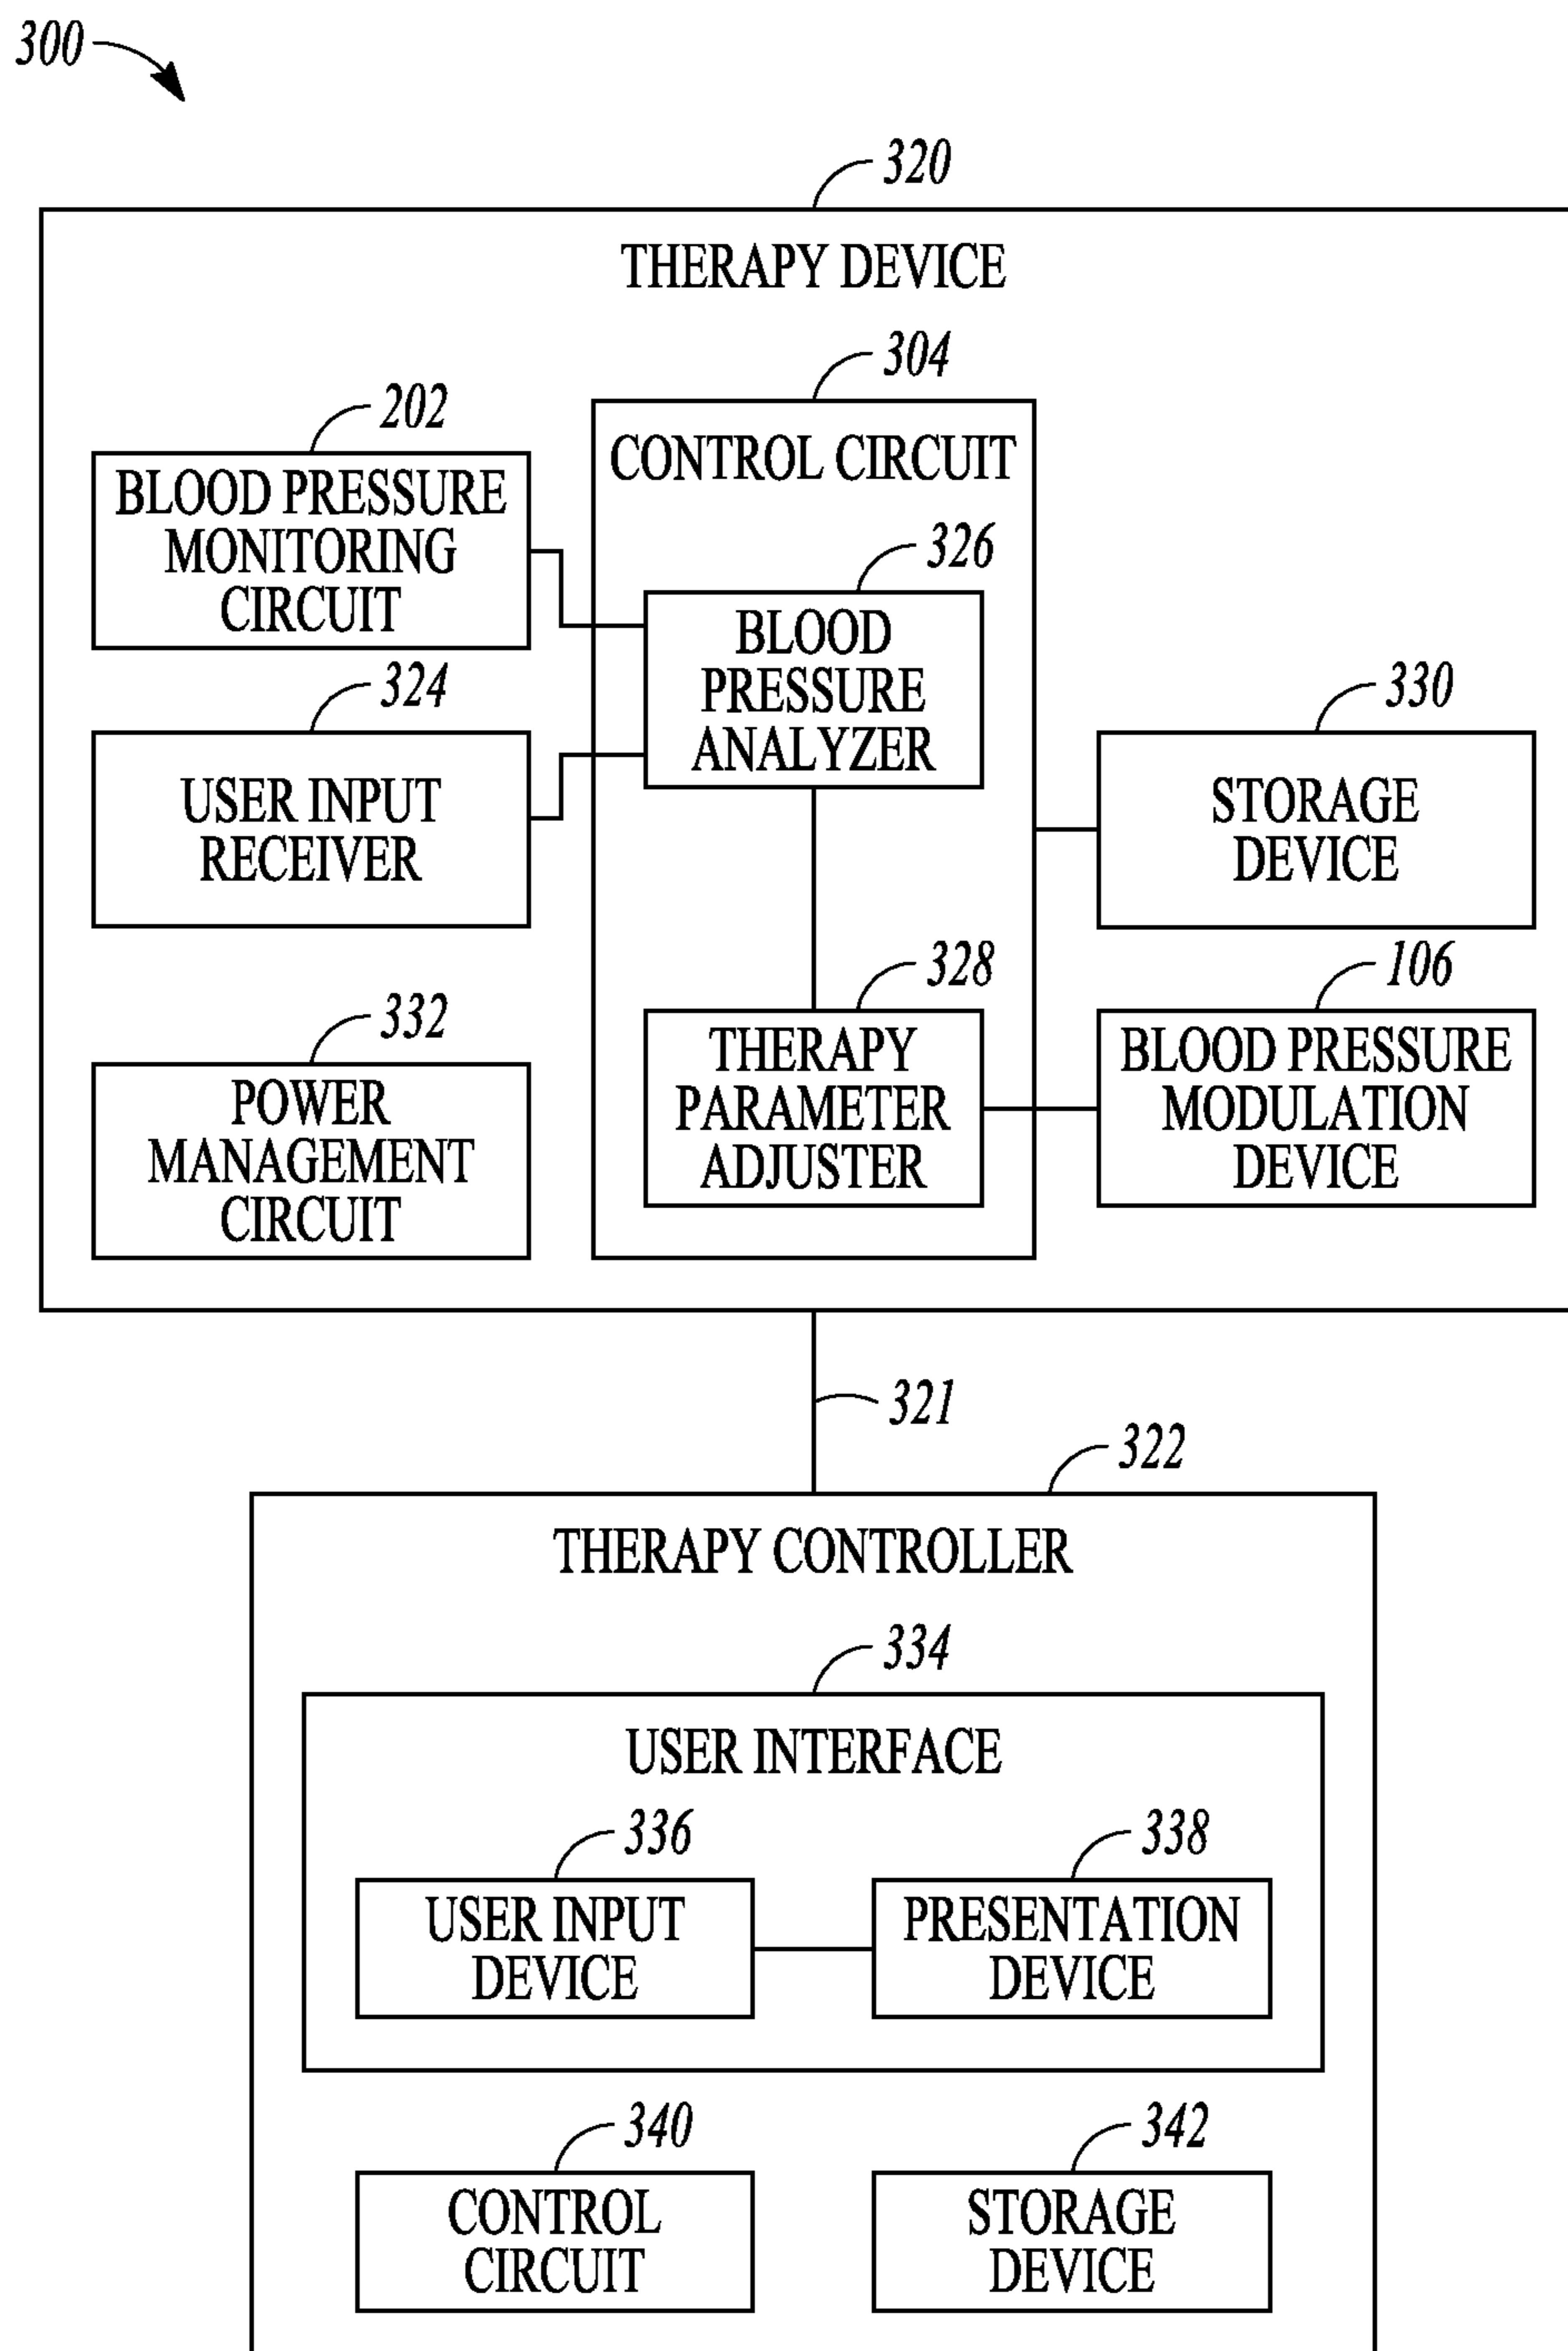 300
320
THERAPY DEVICE
304
CONTROL CIRCUIT
202
BLOOD PRESSURE
MONITORING
CIRCUIT
326
BLOOD
PRESSURE
ANALYZER
324
USER INPUT
RECEIVER
330
STORAGE
DEVICE
328
THERAPY
PARAMETER
ADJUSTER
106
BLOOD PRESSURE
MODULATION
DEVICE
332
POWER
MANAGEMENT
CIRCUIT
321
322
THERAPY CONTROLLER
334
USER INTERFACE
336
USER INPUT
DEVICE
338
PRESENTATION
DEVICE
340
CONTROL
CIRCUIT
342
STORAGE
DEVICE